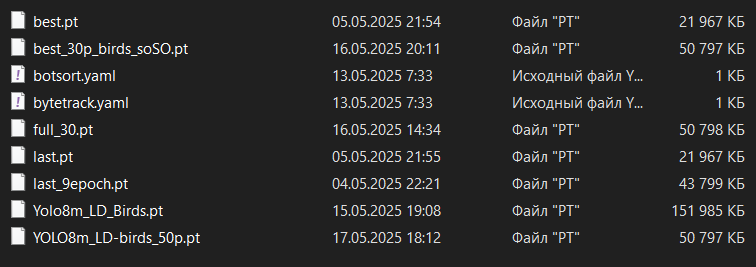 best.pt 05.05.2025 21:54 Файл "PT" 21 967 КБ
best_30p_birds_soSO.pt 16.05.2025 20:11 Файл "PT" 50 797 КБ
botsort.yaml 13.05.2025 7:33 Исходный файл Y... 1 КБ
bytetrack.yaml 13.05.2025 7:33 Исходный файл Y... 1 КБ
full_30.pt 16.05.2025 14:34 Файл "PT" 50 798 КБ
last.pt 05.05.2025 21:55 Файл "PT" 21 967 КБ
last_9epoch.pt 04.05.2025 22:21 Файл "PT" 43 799 КБ
Yolo8m_LD_Birds.pt 15.05.2025 19:08 Файл "PT" 151 985 КБ
YOLO8m_LD-birds_50p.pt 17.05.2025 18:12 Файл "PT" 50 797 КБ